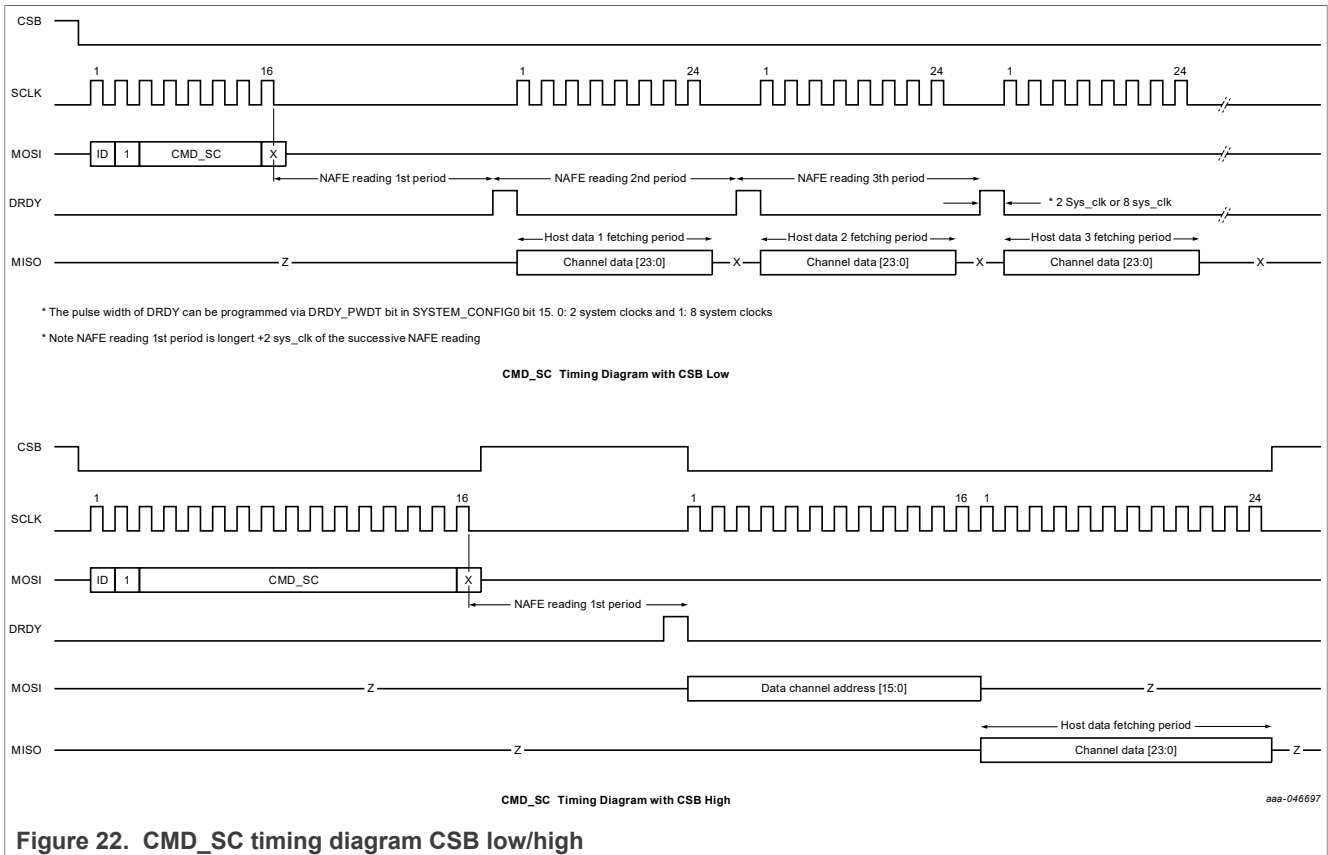 CSB
1 16 1 24 1 24 1 24
SCLK
MOSI ID 1 CMD_SC X
NAFE reading 1st period NAFE reading 2nd period NAFE reading 3th period
DRDY * 2 Sys_clk or 8 sys_clk
Host data 1 fetching period Host data 2 fetching period Host data 3 fetching period
MISO Z Channel data [23:0] X Channel data [23:0] X Channel data [23:0] X
* The pulse width of DRDY can be programmed via DRDY_PWDT bit in SYSTEM_CONFIG0 bit 15. 0: 2 system clocks and 1: 8 system clocks
* Note NAFE reading 1st period is longert +2 sys_clk of the successive NAFE reading
CMD_SC Timing Diagram with CSB Low
CSB
1 16 1 16 1 24
SCLK
MOSI ID 1 CMD_SC X
NAFE reading 1st period
DRDY
MOSI Z Data channel address [15:0] Z
Host data fetching period
MISO Z Channel data [23:0] Z
CMD_SC Timing Diagram with CSB High
aaa-046697
Figure 22. CMD_SC timing diagram CSB low/high